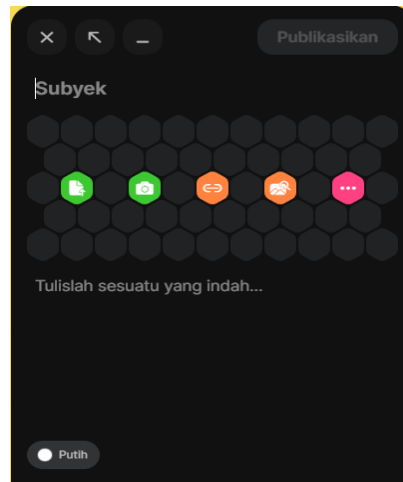 Publikasikan
Subyek
Tulislah sesuatu yang indah...
Putih